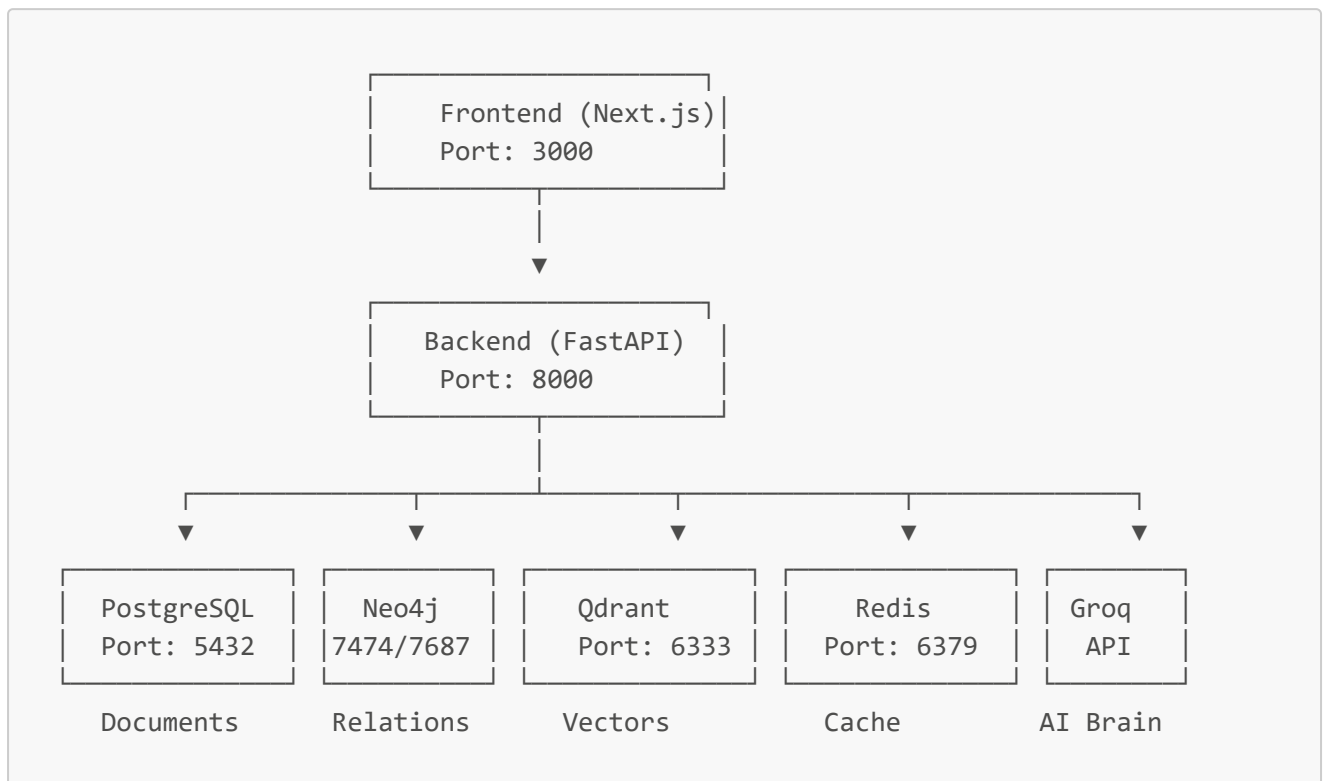 Frontend (Next.js)
Port: 3000
Backend (FastAPI)
Port: 8000
PostgreSQL Neo4j Qdrant Redis Groq
Port: 5432 7474/7687 Port: 6333 Port: 6379 API
Documents Relations Vectors Cache AI Brain